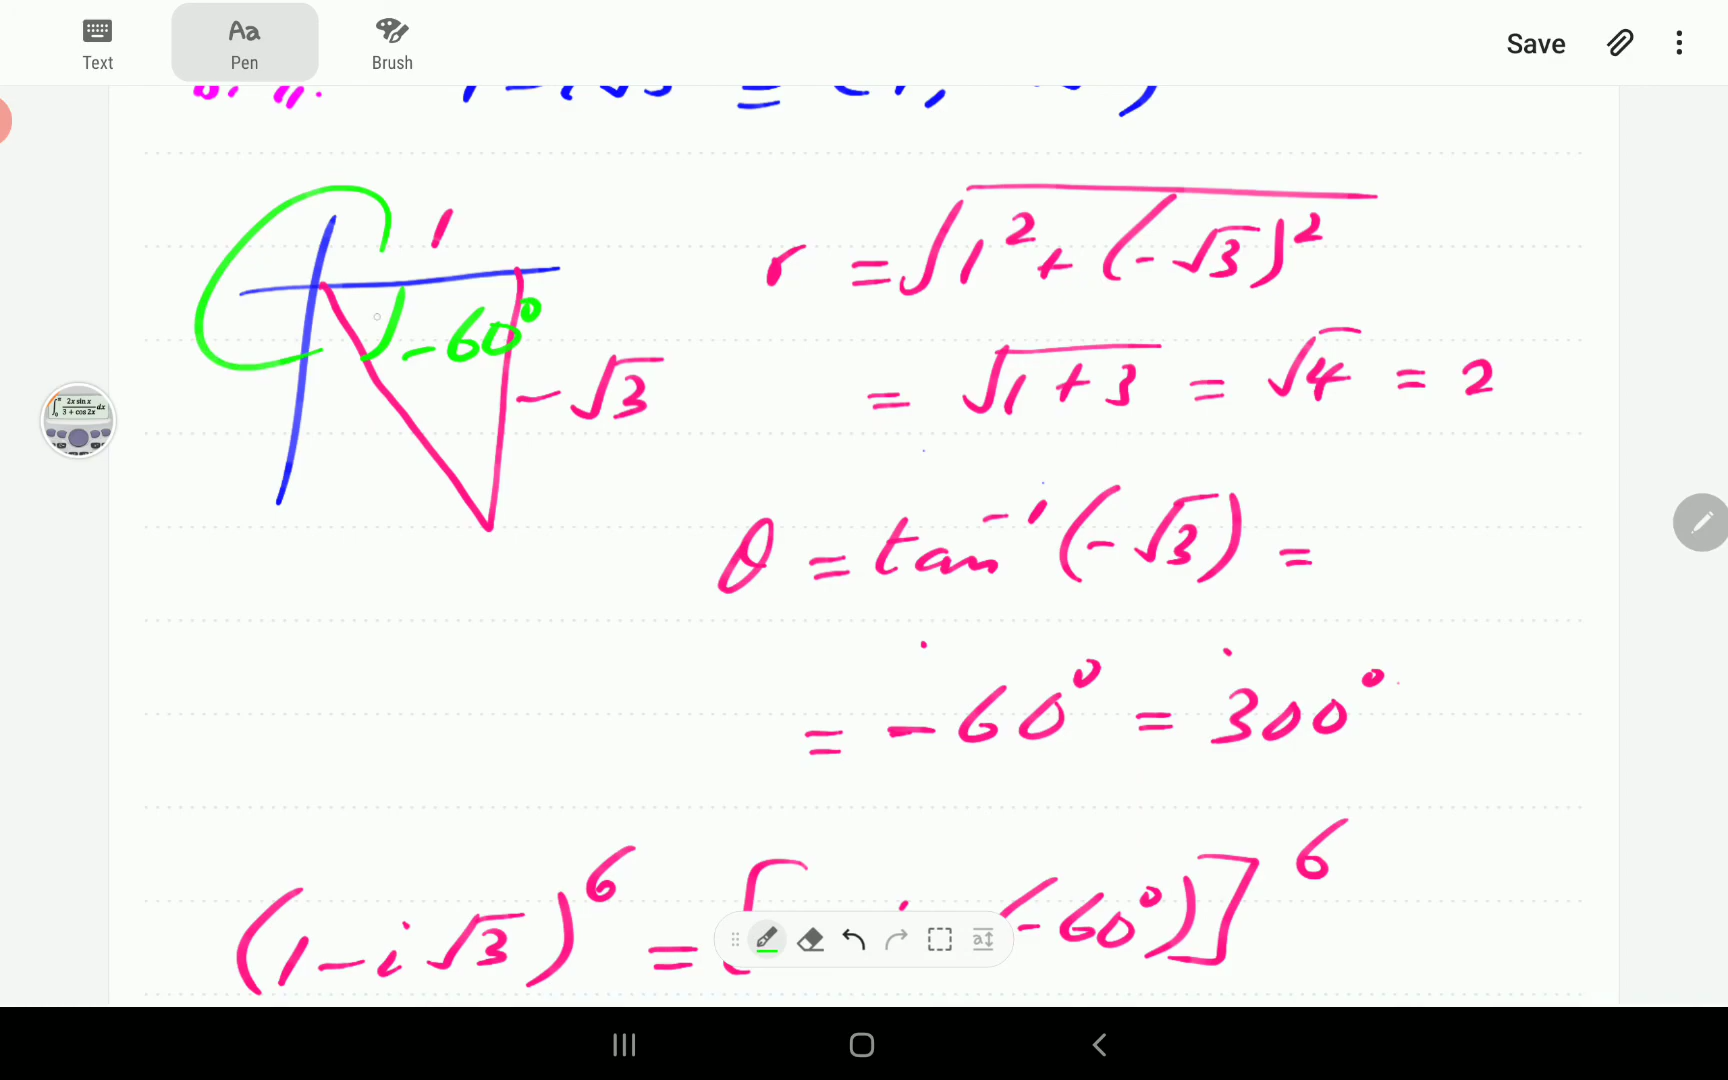 Text
Aa
Pen
Brush
Save
1 r = √(1² + (-√3)²)
-60°
-√3 = √(1 + 3) = √4 = 2
θ = tan⁻¹(-√3) =
= -60° = 300°
(1 - i√3)⁶ = [ -60°)]⁶